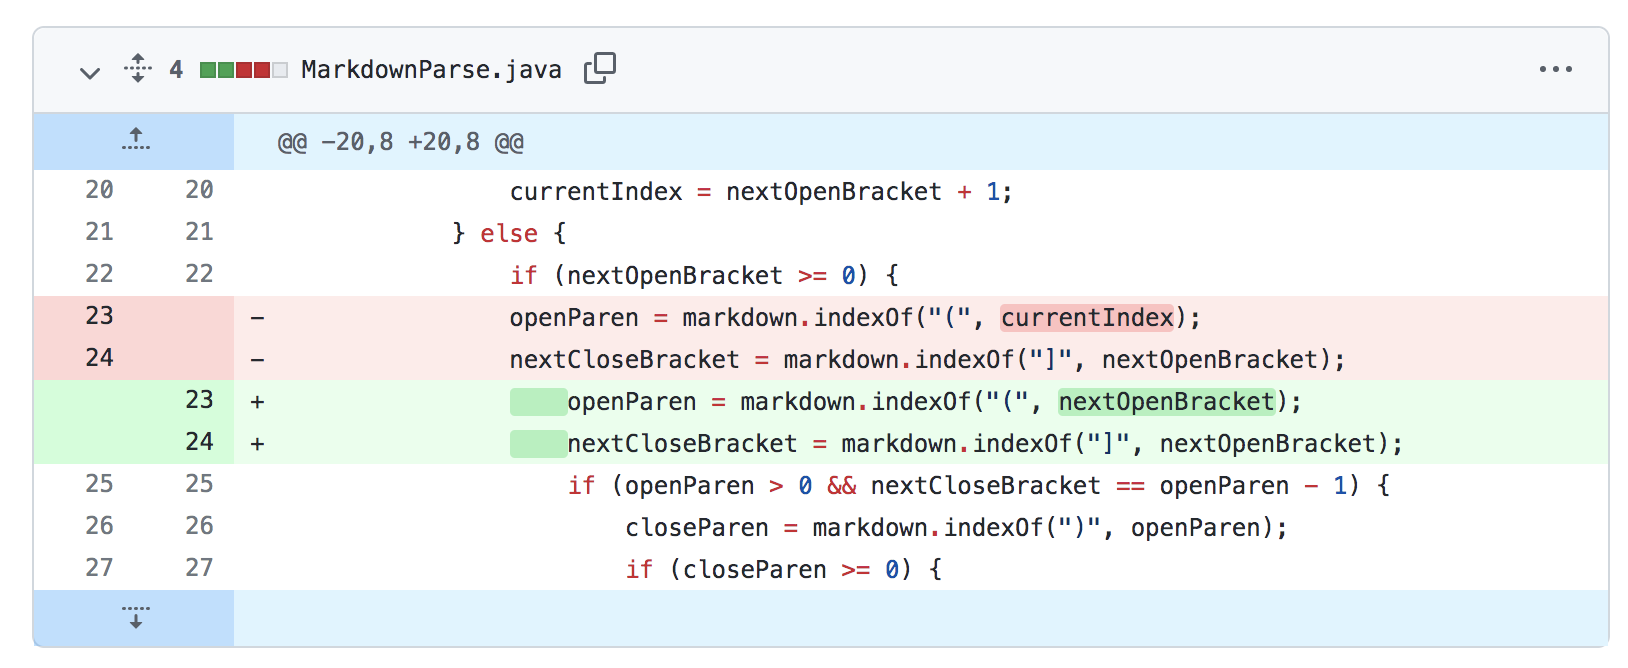 4 MarkdownParse.java
@@ -20,8 +20,8 @@
20 20 currentIndex = nextOpenBracket + 1;
21 21 } else {
22 22 if (nextOpenBracket >= 0) {
23 - openParen = markdown.indexOf("(", currentIndex);
24 - nextCloseBracket = markdown.indexOf("]", nextOpenBracket);
23 + openParen = markdown.indexOf("(", nextOpenBracket);
24 + nextCloseBracket = markdown.indexOf("]", nextOpenBracket);
25 25 if (openParen > 0 && nextCloseBracket == openParen - 1) {
26 26 closeParen = markdown.indexOf(")", openParen);
27 27 if (closeParen >= 0) {